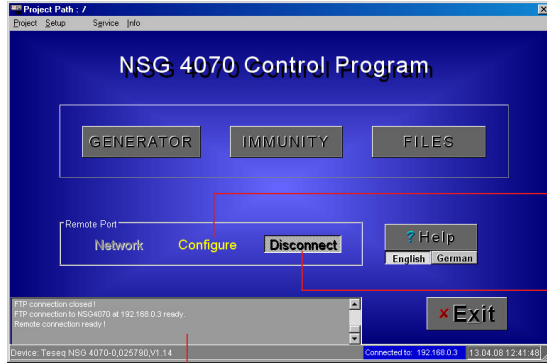 Project Path : /
Project Setup Service Info
NSG 4070 Control Program
GENERATOR IMMUNITY FILES
Remote Port
Network Configure Disconnect
? Help
English German
FTP connection closed !
FTP connection to NSG4070 at 192.168.0.3 ready.
Remote connection ready !
× Exit
Device: Teseq NSG 4070-0,025790,V1.14 Connected to: 192.168.0.3 13.04.08 12:41:48